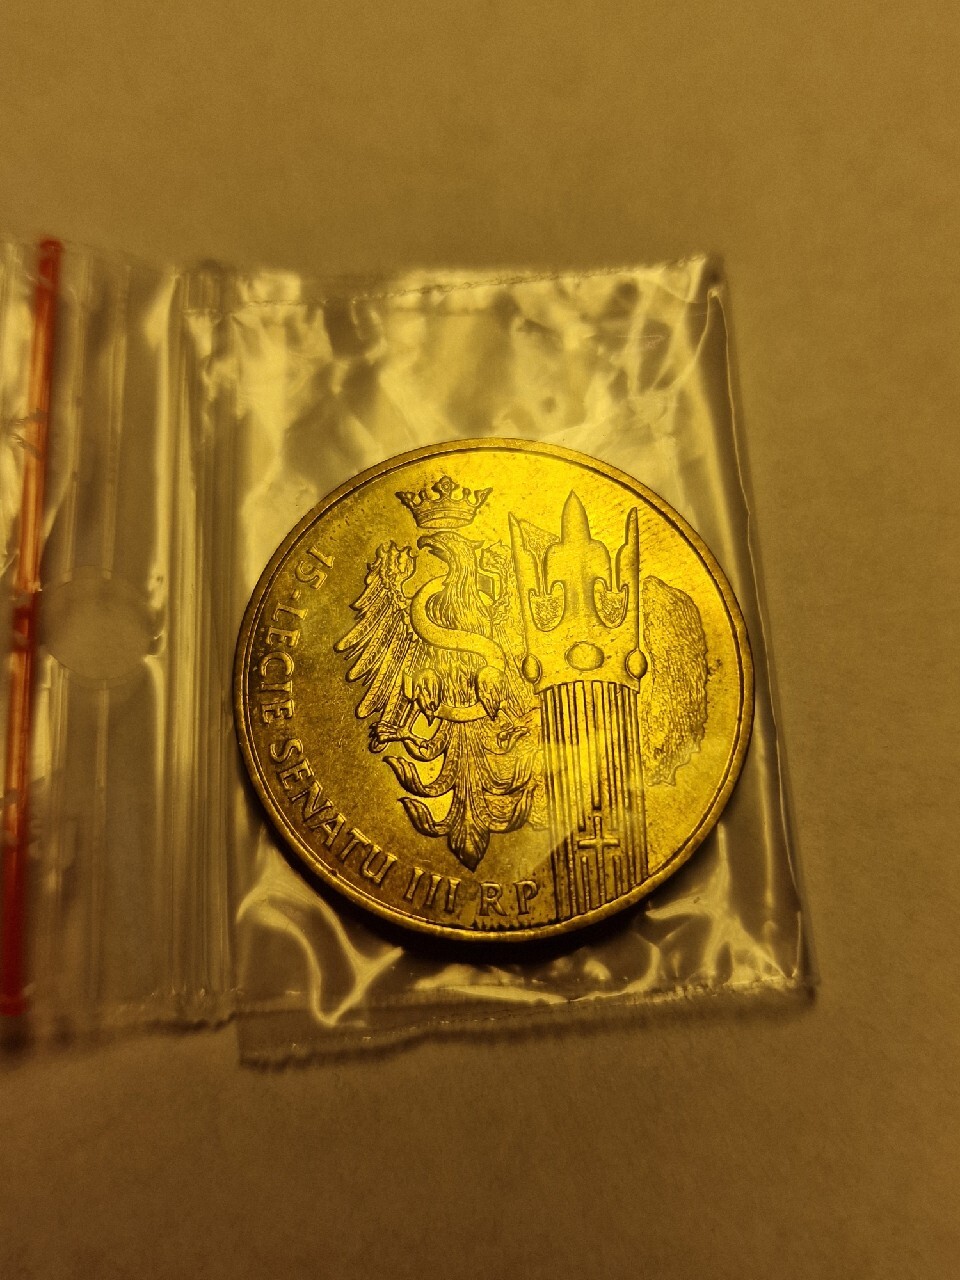 15-LECIE SENATU III RP